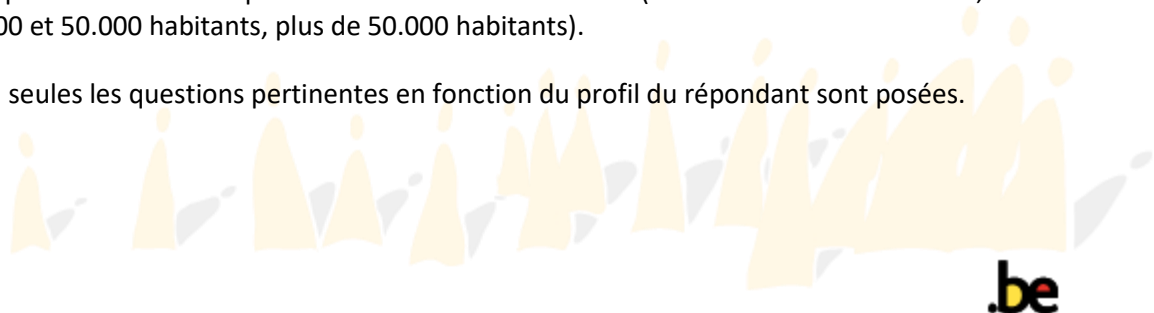 00 et 50.000 habitants, plus de 50.000 habitants).
seules les questions pertinentes en fonction du profil du répondant sont posées.
.be